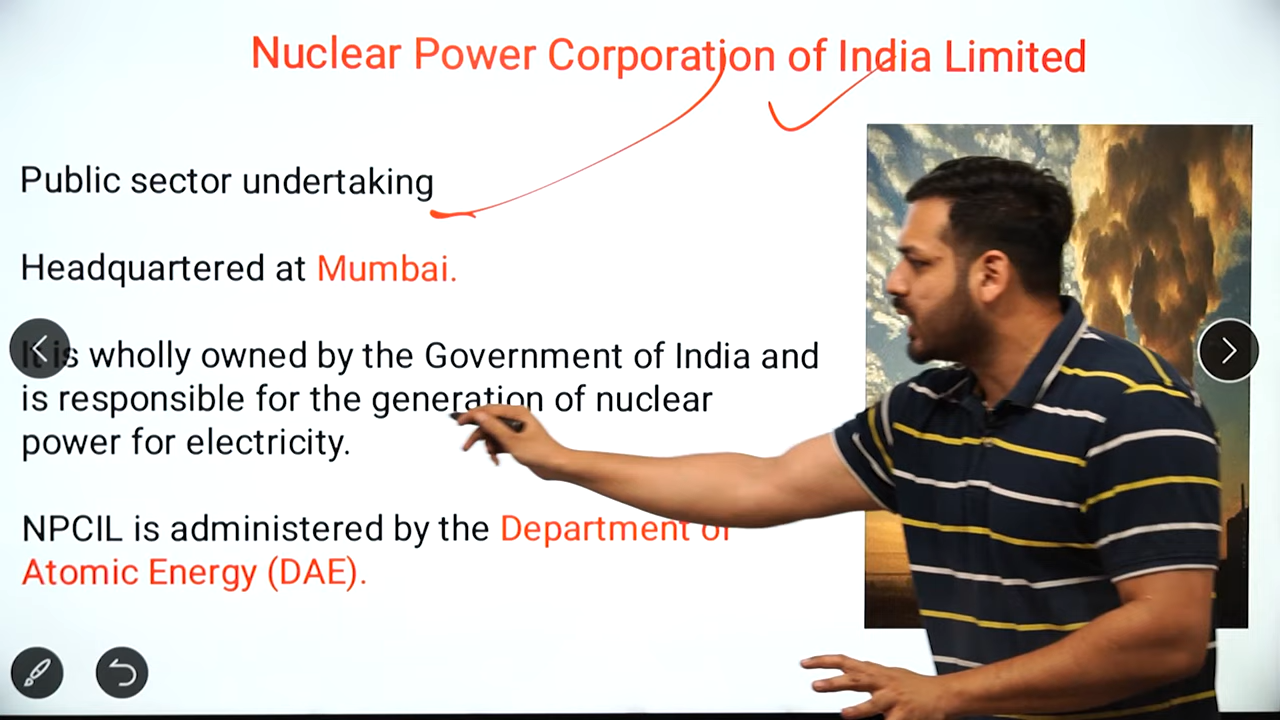 Nuclear Power Corporation of India Limited
Public sector undertaking
Headquartered at Mumbai.
It is wholly owned by the Government of India and
is responsible for the generation of nuclear
power for electricity.
NPCIL is administered by the Department of
Atomic Energy (DAE).